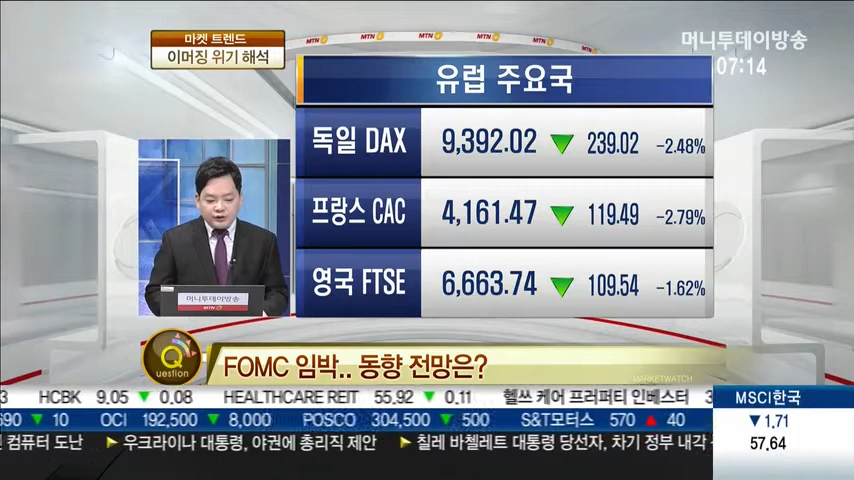 마켓 트렌드
이머징 위기 해석
MTN
머니투데이방송
07:14
유럽 주요국
독일 DAX 9,392.02 ▼ 239.02 -2.48%
프랑스 CAC 4,161.47 ▼ 119.49 -2.79%
영국 FTSE 6,663.74 ▼ 109.54 -1.62%
머니투데이방송
MTN
Question
FOMC 임박.. 동향 전망은?
MARKETWATCH
3 HCBK 9.05 ▼ 0.08 HEALTHCARE REIT 55.92 ▼ 0.11 헬쓰 케어 프러퍼티 인베스터
690 ▼ 10 OCI 192,500 ▼ 8,000 POSCO 304,500 ▼ 500 S&T모터스 570 ▲ 40
컴퓨터 도난 ▶ 우크라이나 대통령, 야권에 총리직 제안 ▶ 칠레 바첼레트 대통령 당선자, 차기 정부 내각
MSCI한국
▼ 1.71
57.64